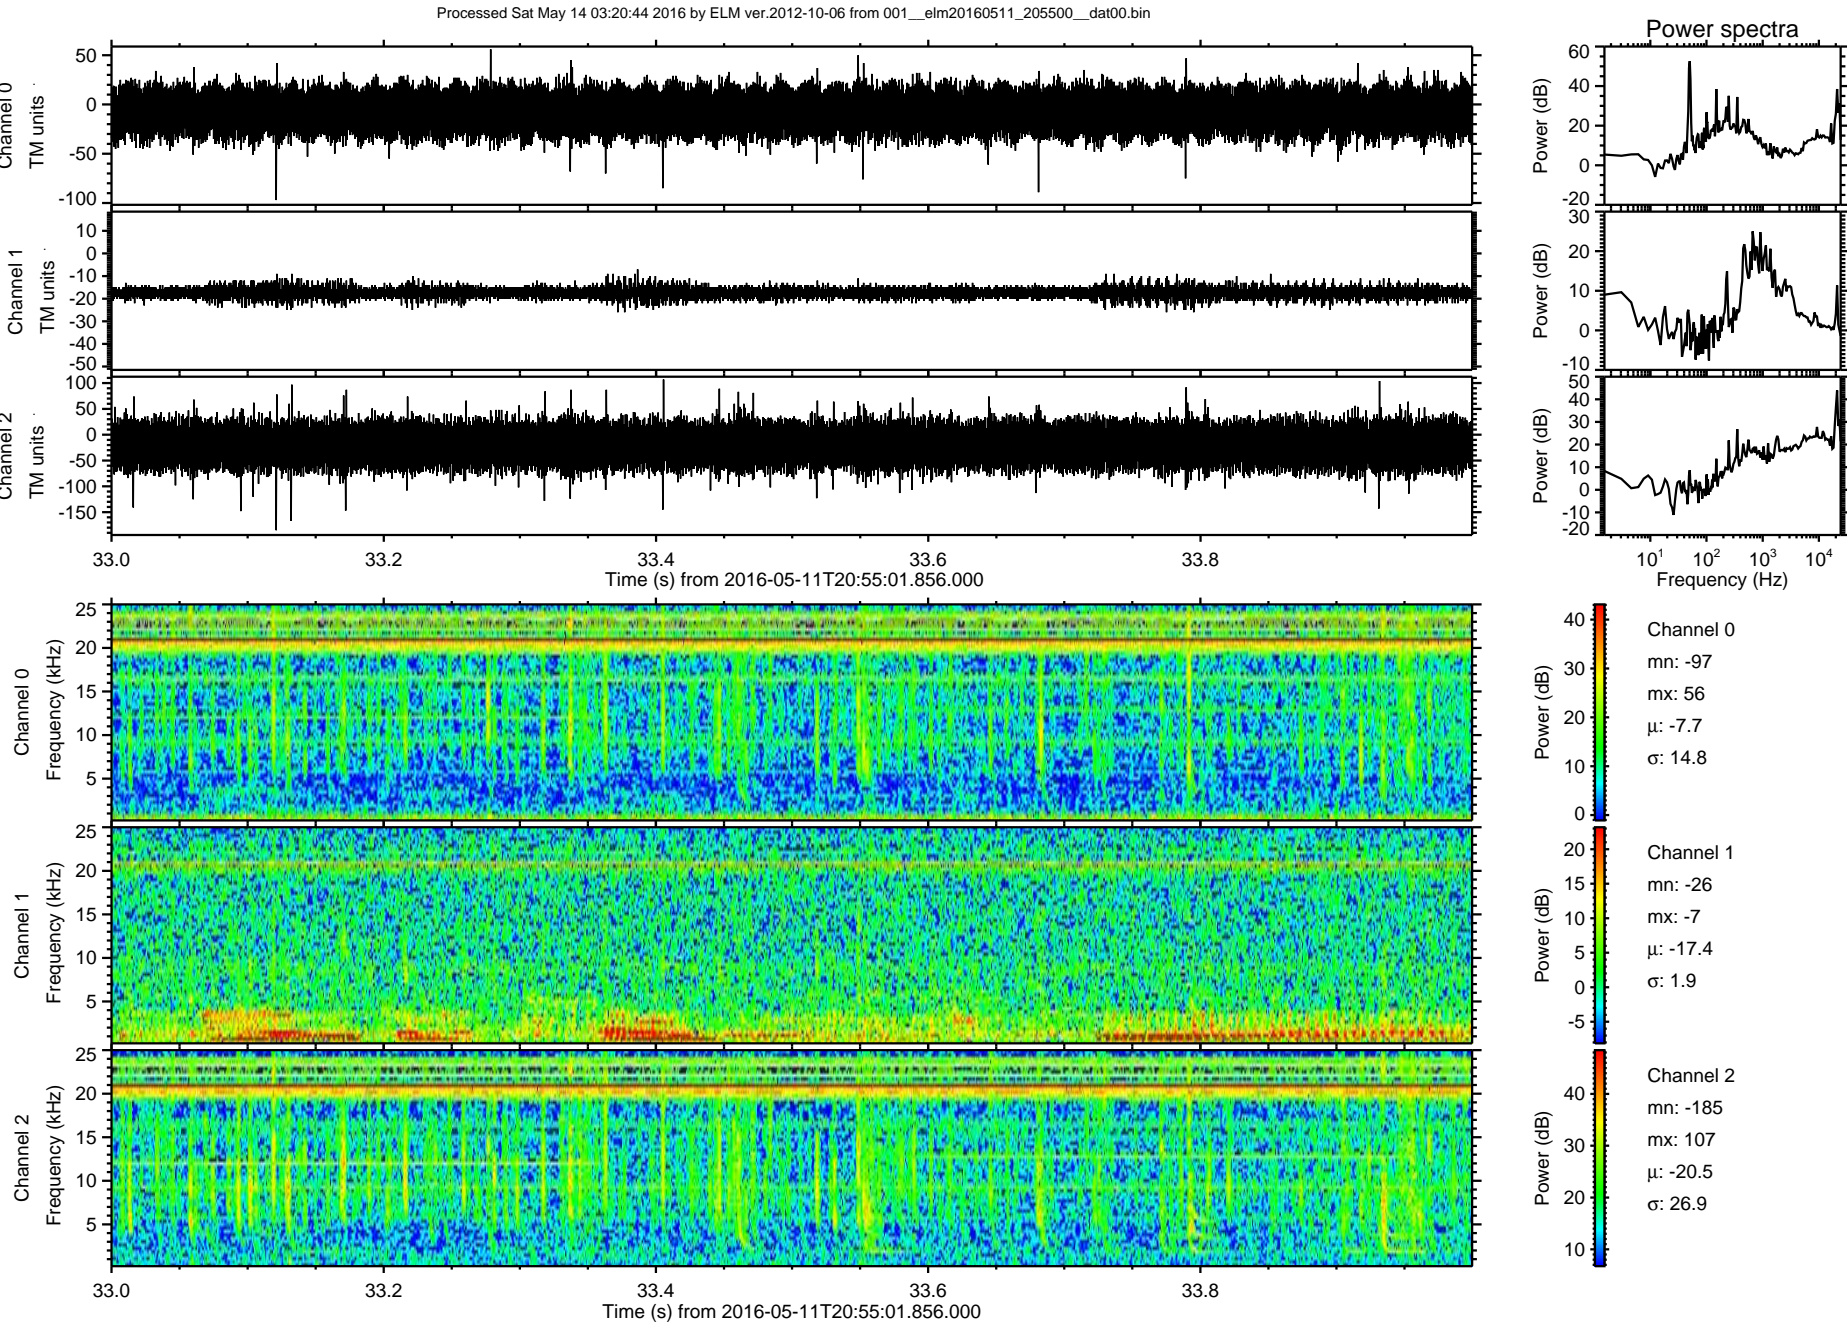 Processed Sat May 14 03:20:44 2016 by ELM ver.2012-10-06 from 001__elm20160511_205500__dat00.bin
Power spectra
Channel 0
TM units
50
0
-50
-100
Power (dB)
60
40
20
0
-20
Channel 1
TM units
10
0
-10
-20
-30
-40
-50
Power (dB)
30
20
10
0
-10
Channel 2
TM units
100
50
0
-50
-100
-150
Power (dB)
50
40
30
20
10
0
-10
-20
33.0 33.2 33.4 33.6 33.8
Time (s) from 2016-05-11T20:55:01.856.000
10^1 10^2 10^3 10^4
Frequency (Hz)
Channel 0
Frequency (kHz)
25
20
15
10
5
Power (dB)
40
30
20
10
0
Channel 0
mn: -97
mx: 56
μ: -7.7
σ: 14.8
Channel 1
Frequency (kHz)
25
20
15
10
5
Power (dB)
20
15
10
5
0
-5
Channel 1
mn: -26
mx: -7
μ: -17.4
σ: 1.9
Channel 2
Frequency (kHz)
25
20
15
10
5
Power (dB)
40
30
20
10
Channel 2
mn: -185
mx: 107
μ: -20.5
σ: 26.9
33.0 33.2 33.4 33.6 33.8
Time (s) from 2016-05-11T20:55:01.856.000